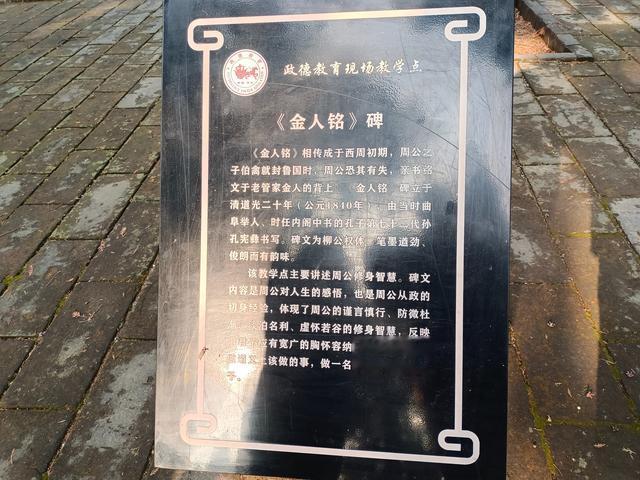 政德教育现场教学点
《金人铭》碑
《金人铭》相传成于西周初期，周公之
子伯禽就封鲁国时，周公恐其有失，家书铭
文于老管家金人的背上。《金人铭》碑立于
清道光二十年（公元1840年），由当时曲
阜举人、时任内阁中书的孔子第七十二代孙
孔宪彝书写。碑文为柳公权体，笔墨遒劲、
俊朗而有韵味。
该教学点主要讲述周公修身智慧。碑文
内容是周公对人生的感悟，也是周公从政的
切身经验，体现了周公的谨言慎行、防微杜
泊名利、虚怀若谷的修身智慧，反映
应有宽广的胸怀容纳
上该做的事，做一名
子。